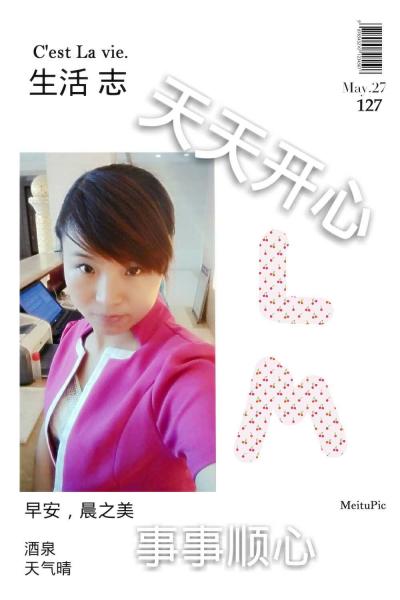 C'est La vie.
生活 志
May.27
127
天天开心
L
M
早安，晨之美
MeituPic
事事顺心
酒泉
天气晴